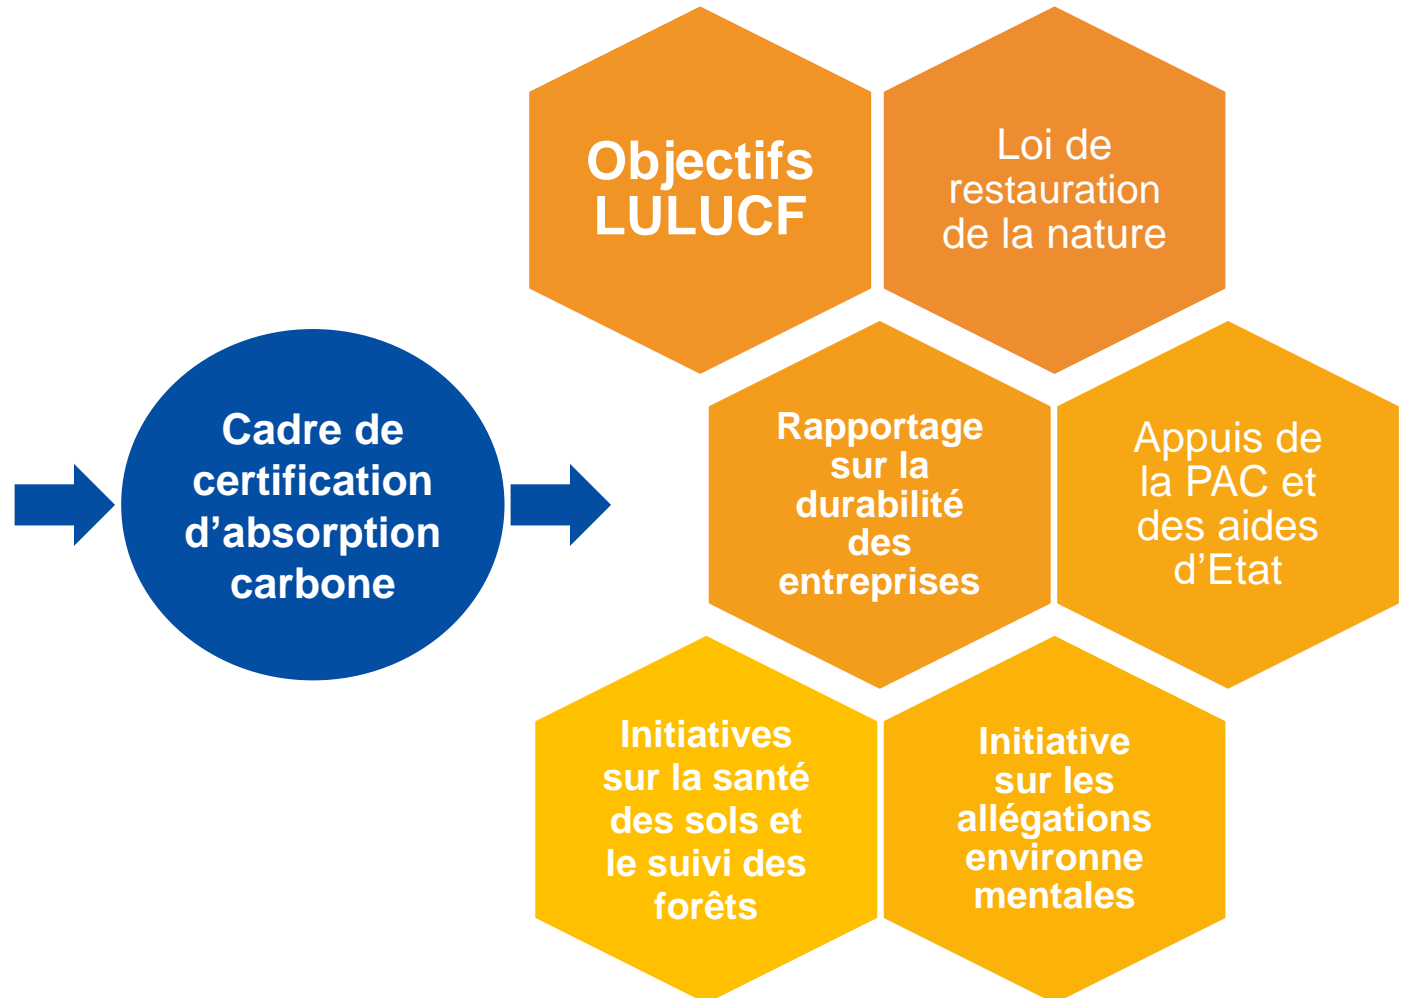 Objectifs
LULUCF
Loi de
restauration
de la nature
Cadre de
certification
d’absorption
carbone
Rapportage
sur la
durabilité
des
entreprises
Appuis de
la PAC et
des aides
d’Etat
Initiatives
sur la santé
des sols et
le suivi des
forêts
Initiative
sur les
allégations
environne
mentales